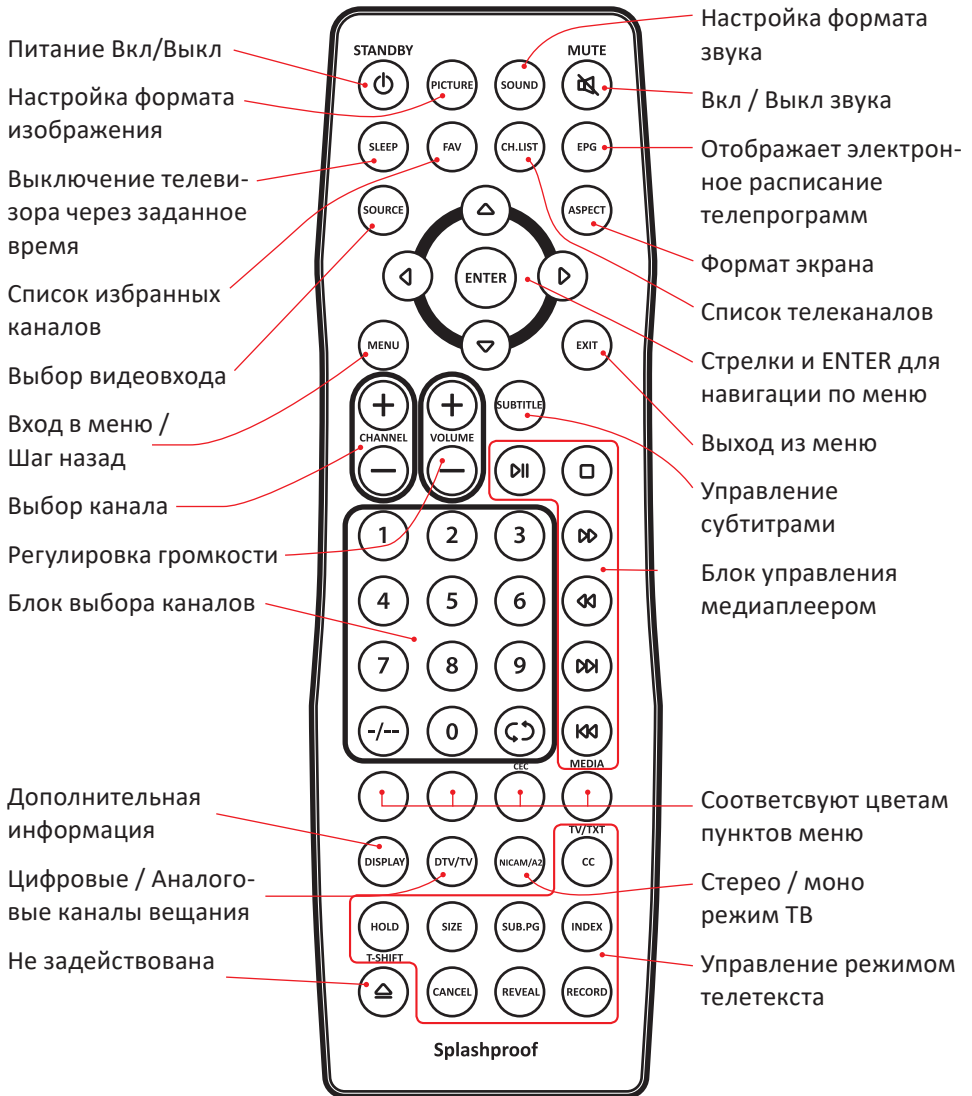 Питание Вкл/Выкл
Настройка формата
изображения
Выключение телеви-
зора через заданное
время
Список избранных
каналов
Выбор видеовхода
Вход в меню /
Шаг назад
Выбор канала
Регулировка громкости
Блок выбора каналов
Дополнительная
информация
Цифровые / Аналого-
вые каналы вещания
Не задействована
STANDBY
MUTE
PICTURE
SOUND
SLEEP
FAV
CH.LIST
EPG
SOURCE
ASPECT
ENTER
MENU
EXIT
CHANNEL
VOLUME
SUBTITLE
1
2
3
4
5
6
7
8
9
-/--
0
CEC
MEDIA
TV/TXT
DISPLAY
DTV/TV
NICAM/A2
CC
HOLD
SIZE
SUB.PG
INDEX
T-SHIFT
CANCEL
REVEAL
RECORD
Splashproof
Настройка формата
звука
Вкл / Выкл звука
Отображает электрон-
ное расписание
телепрограмм
Формат экрана
Список телеканалов
Стрелки и ENTER для
навигации по меню
Выход из меню
Управление
субтитрами
Блок управления
медиаплеером
Соответсвуют цветам
пунктов меню
Стерео / моно
режим ТВ
Управление режимом
телетекста